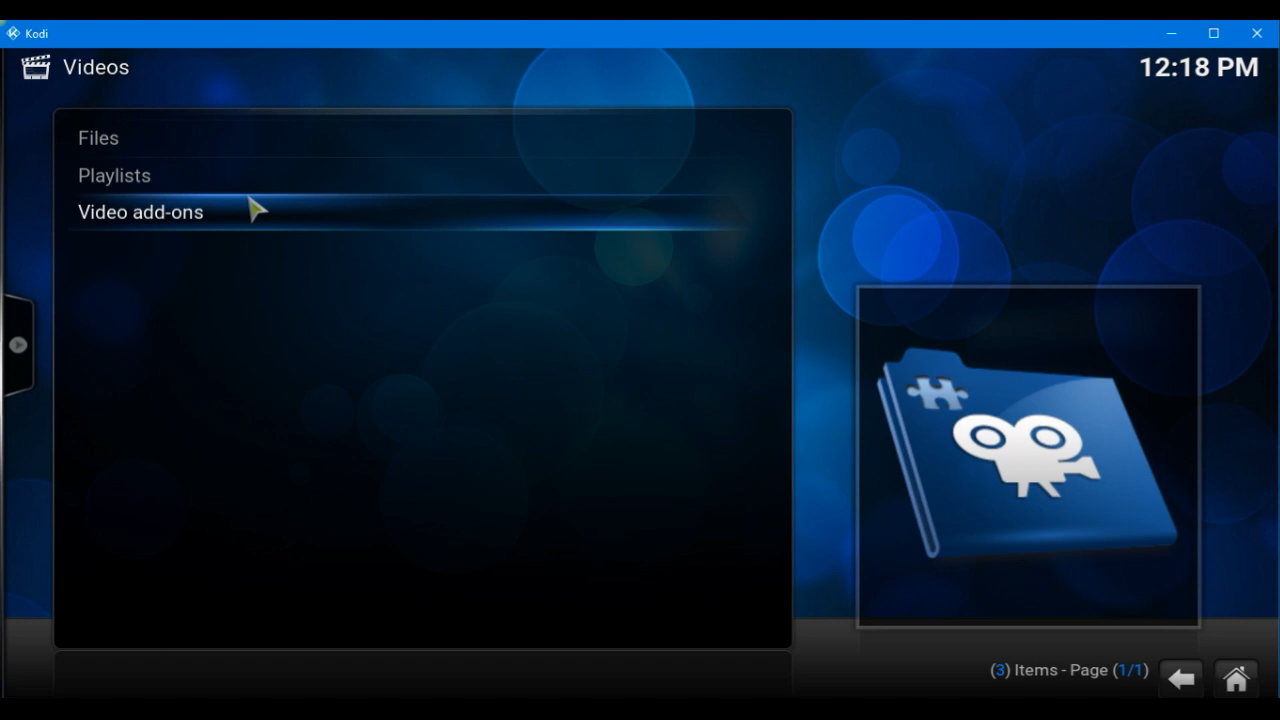 Kodi
Videos
12:18 PM
Files
Playlists
Video add-ons
(3) Items - Page (1/1)